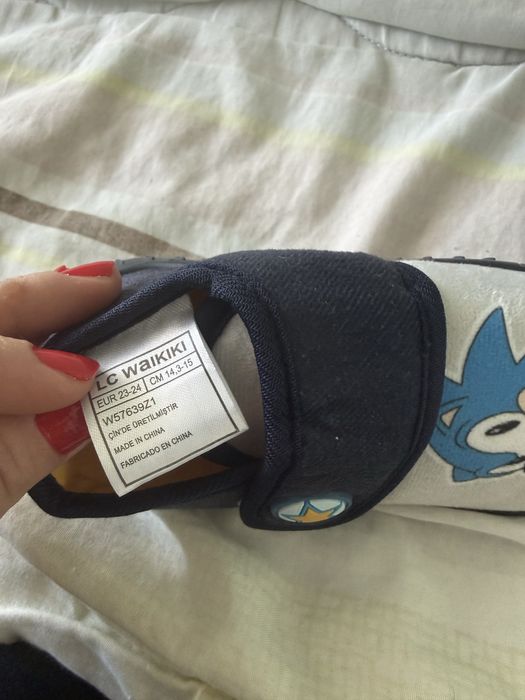 LC WAIKIKI
EUR 23-24 CM 14,3-15
W57639Z1
ÇİN'DE ÜRETİLMİŞTİR
MADE IN CHINA
FABRICADO EN CHINA